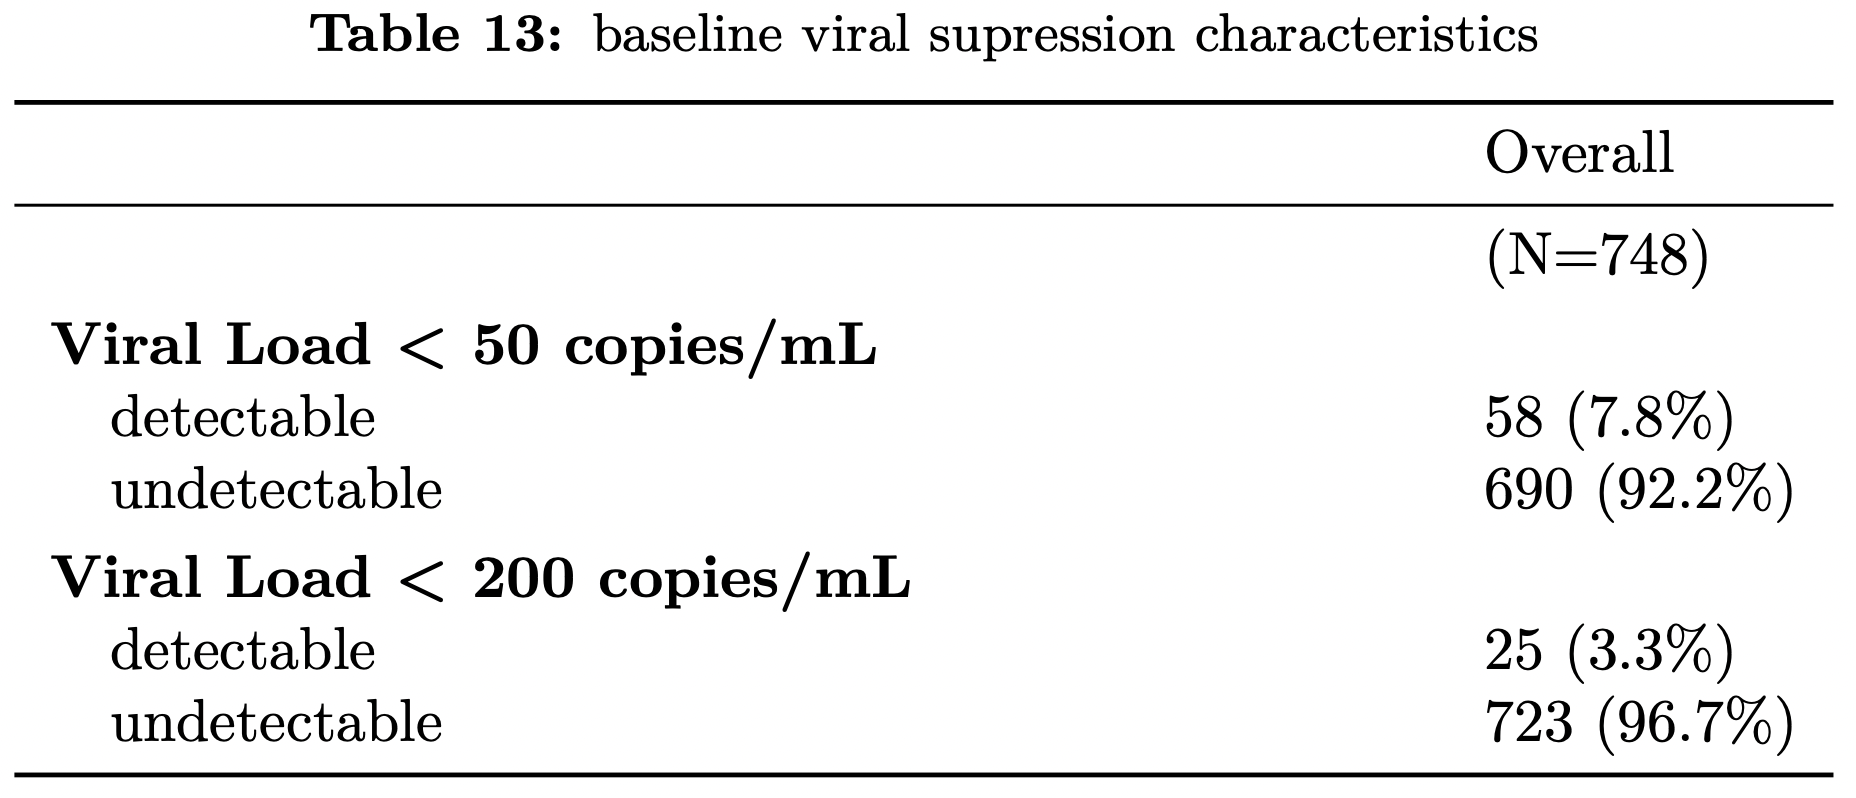 Table 13: baseline viral supression characteristics
Overall
(N=748)
Viral Load < 50 copies/mL
detectable 58 (7.8%)
undetectable 690 (92.2%)
Viral Load < 200 copies/mL
detectable 25 (3.3%)
undetectable 723 (96.7%)